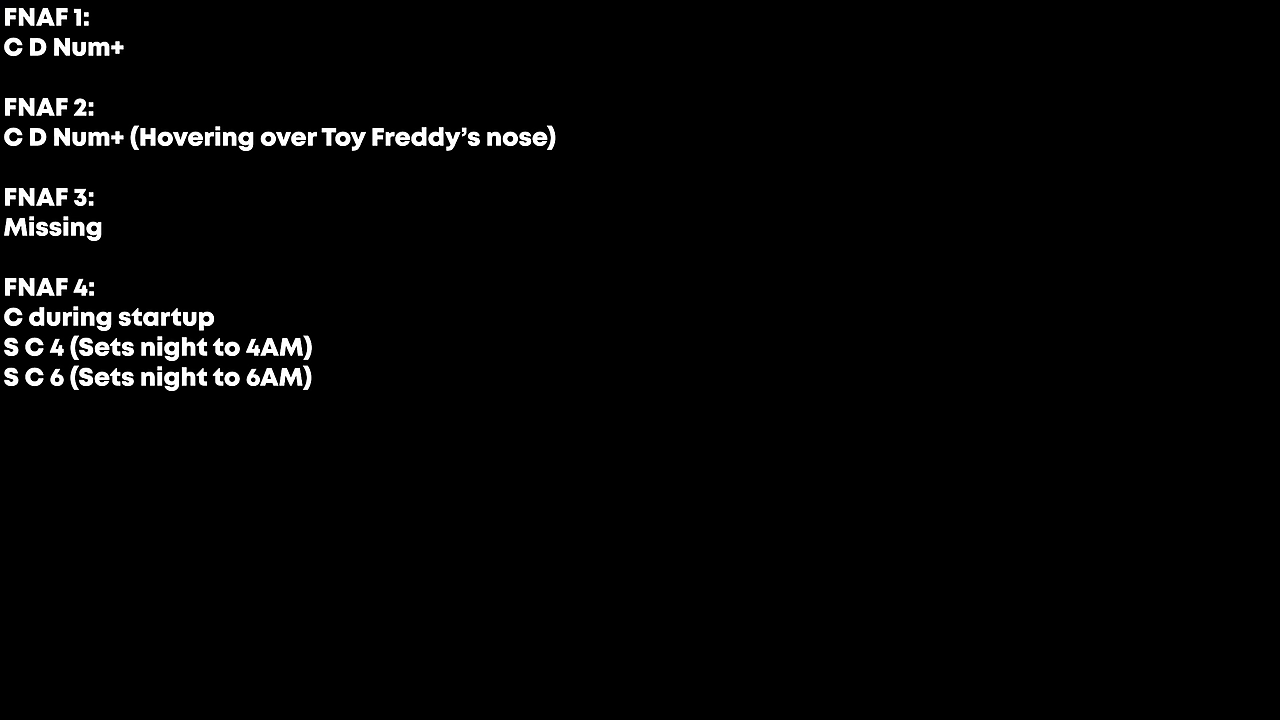 FNAF 1:
C D Num+
FNAF 2:
C D Num+ (Hovering over Toy Freddy’s nose)
FNAF 3:
Missing
FNAF 4:
C during startup
S C 4 (Sets night to 4AM)
S C 6 (Sets night to 6AM)